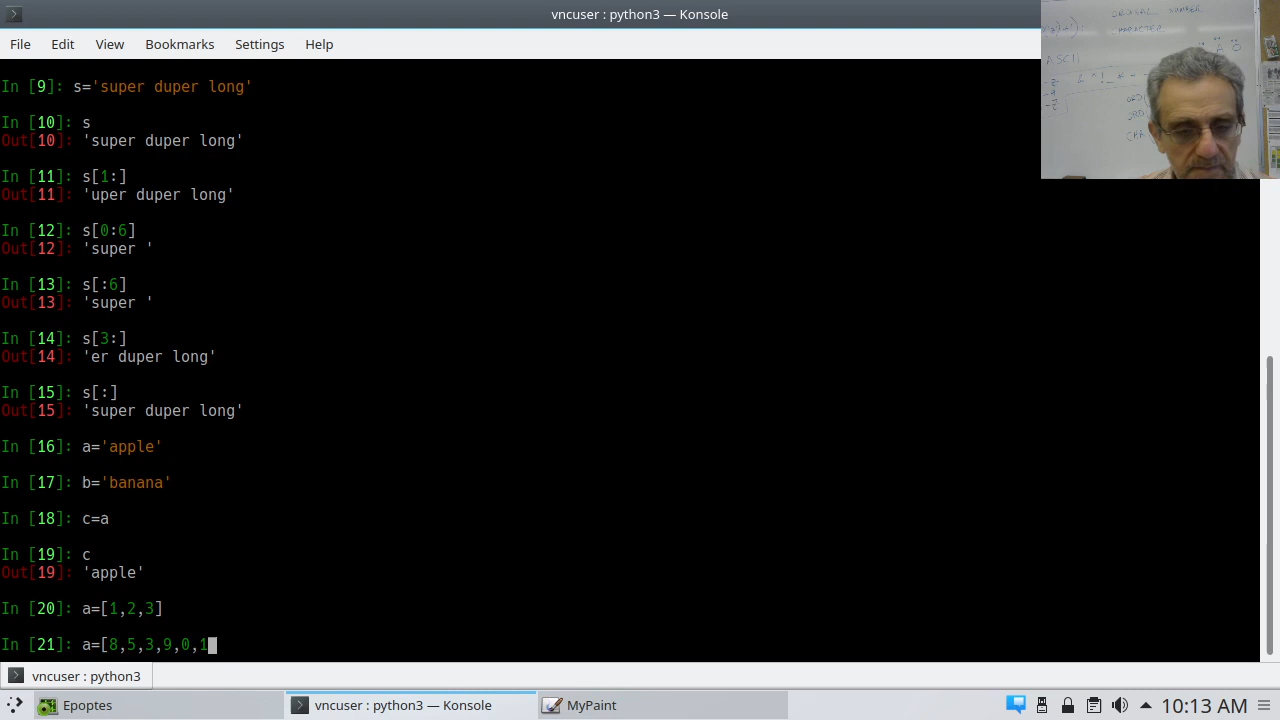 vncuser : python3 — Konsole
File Edit View Bookmarks Settings Help
In [9]: s='super duper long'
In [10]: s
Out[10]: 'super duper long'
In [11]: s[1:]
Out[11]: 'uper duper long'
In [12]: s[0:6]
Out[12]: 'super '
In [13]: s[:6]
Out[13]: 'super '
In [14]: s[3:]
Out[14]: 'er duper long'
In [15]: s[:]
Out[15]: 'super duper long'
In [16]: a='apple'
In [17]: b='banana'
In [18]: c=a
In [19]: c
Out[19]: 'apple'
In [20]: a=[1,2,3]
In [21]: a=[8,5,3,9,0,1
ORDINAL NUMBER
CHARACTER
ASCII
vncuser : python3
Epoptes
vncuser : python3 — Konsole
MyPaint
10:13 AM